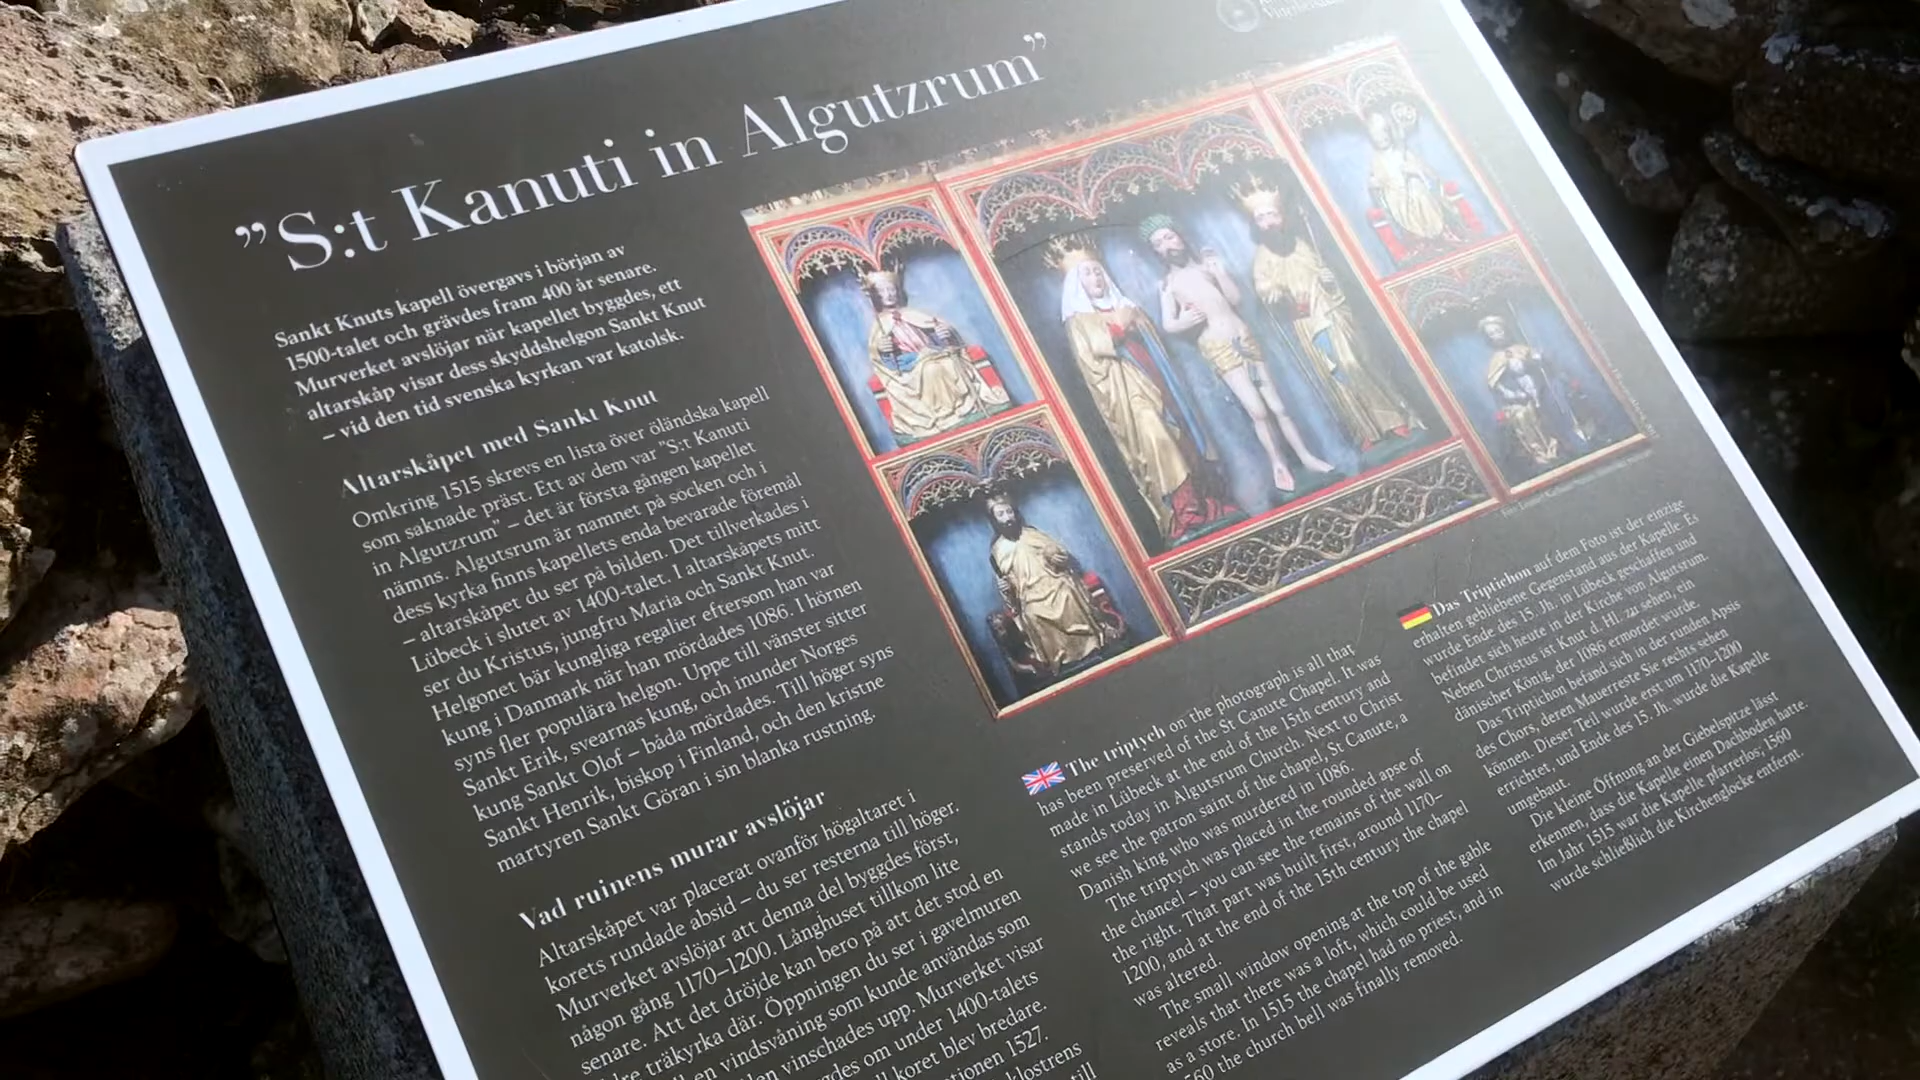 ”S:t Kanuti in Algutzrum”
Sankt Knuts kapell övergavs i början av
1500-talet och grävdes fram 400 år senare.
Murverket avslöjar när kapellet byggdes, ett
altarskåp visar dess skyddshelgon Sankt Knut
– vid den tid svenska kyrkan var katolsk.
Altarskåpet med Sankt Knut
Omkring 1515 skrevs en lista över öländska kapell
som saknade präst. Ett av dem var ”S:t Kanuti
in Algutzrum” – det är första gången kapellet
nämns. Algutsrum är namnet på socken och i
dess kyrka finns kapellets enda bevarade föremål
– altarskåpet du ser på bilden. Det tillverkades i
Lübeck i slutet av 1400-talet. I altarskåpets mitt
ser du Kristus, jungfru Maria och Sankt Knut.
Helgonet bär kungliga regalier eftersom han var
kung i Danmark när han mördades 1086. I hörnen
syns fler populära helgon. Uppe till vänster sitter
Sankt Erik, svearnas kung, och inunder Norges
kung Sankt Olof – båda mördades. Till höger syns
Sankt Henrik, biskop i Finland, och den kristne
martyren Sankt Göran i sin blanka rustning.
Vad ruinens murar avslöjar
Altarskåpet var placerat ovanför högaltaret i
korets rundade absid – du ser resterna till höger.
Murverket avslöjar att denna del byggdes först,
någon gång 1170–1200. Långhuset tillkom lite
senare. Att det dröjde kan bero på att det stod en
träkyrka där. Öppningen du ser i gavelmuren
en vindsvåning som kunde användas som
vinschades upp. Murverket visar
om under 1400-talets
koret blev bredare.
1527.
klostrens
till
The triptych on the photograph is all that
has been preserved of the St Canute Chapel. It was
made in Lübeck at the end of the 15th century and
stands today in Algutsrum Church. Next to Christ
we see the patron saint of the chapel, St Canute, a
Danish king who was murdered in 1086.
The triptych was placed in the rounded apse of
the chancel – you can see the remains of the wall on
the right. That part was built first, around 1170–
1200, and at the end of the 15th century the chapel
was altered.
The small window opening at the top of the gable
reveals that there was a loft, which could be used
as a store. In 1515 the chapel had no priest, and in
1560 the church bell was finally removed.
Das Triptichon auf dem Foto ist der einzige
erhalten gebliebene Gegenstand aus der Kapelle. Es
wurde Ende des 15. Jh. in Lübeck geschaffen und
befindet sich heute in der Kirche von Algutsrum.
Neben Christus ist Knut d. Hl. zu sehen, ein
dänischer König, der 1086 ermordet wurde.
Das Triptichon befand sich in der runden Apsis
des Chors, deren Mauerreste Sie rechts sehen
können. Dieser Teil wurde erst um 1170–1200
errichtet, und Ende des 15. Jh. wurde die Kapelle
umgebaut.
Die kleine Öffnung an der Giebelspitze lässt
erkennen, dass die Kapelle einen Dachboden hatte.
Im Jahr 1515 war die Kapelle pfarrerlos; 1560
wurde schließlich die Kirchenglocke entfernt.